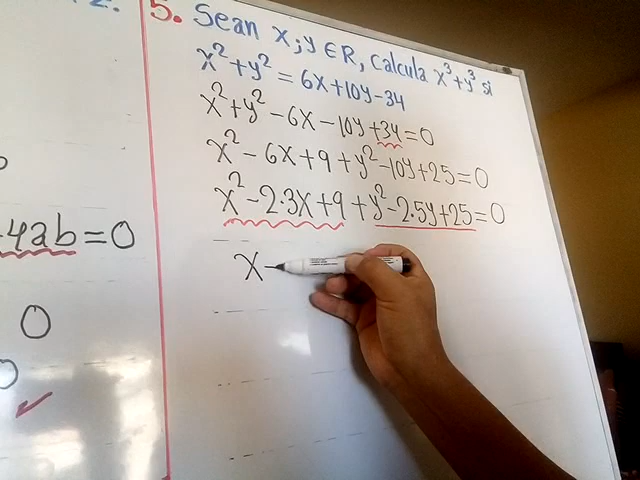 2.
5. Sean x;y ∈ R, calcula x³+y³ si
x²+y² = 6x+10y-34
x²+y² -6x-10y+34=0
x² - 6x+9+y²-10y+25=0
x² -2·3x+9+y²-2·5y+25=0
x-
-4ab=0
0